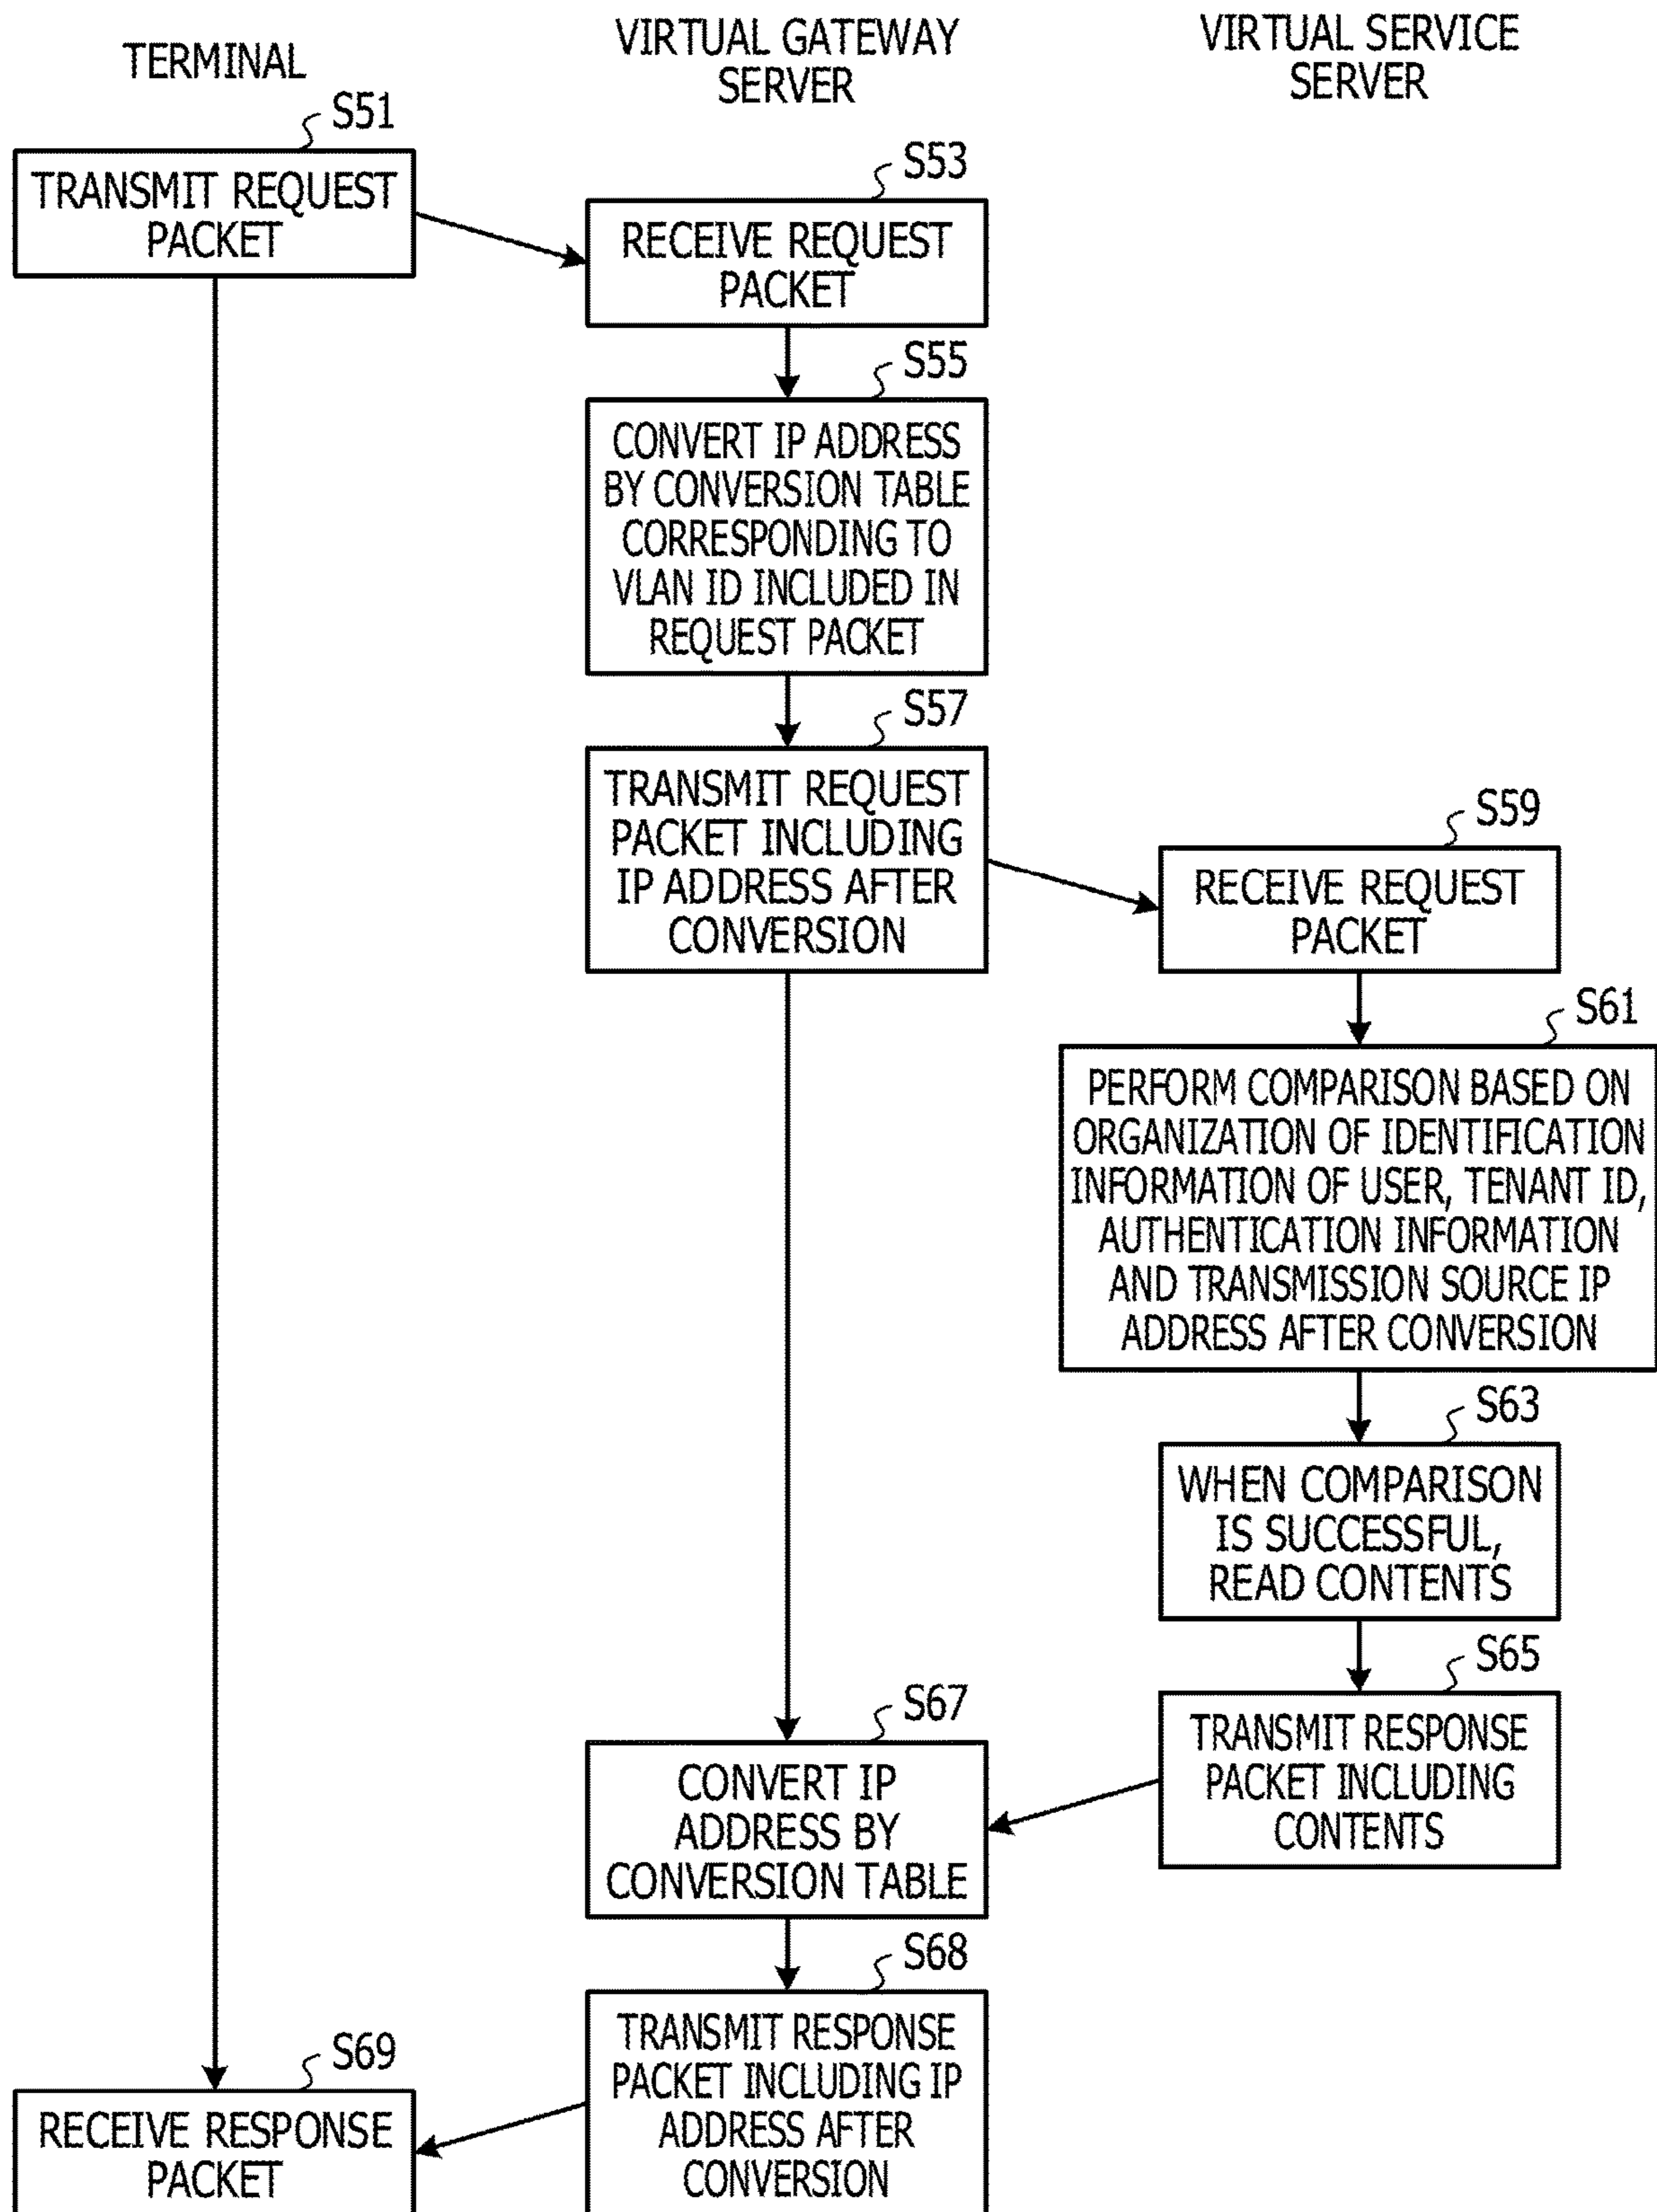 TERMINAL
VIRTUAL GATEWAY
SERVER
VIRTUAL SERVICE
SERVER
S51
TRANSMIT REQUEST
PACKET
S53
RECEIVE REQUEST
PACKET
S55
CONVERT IP ADDRESS
BY CONVERSION TABLE
CORRESPONDING TO
VLAN ID INCLUDED IN
REQUEST PACKET
S57
TRANSMIT REQUEST
PACKET INCLUDING
IP ADDRESS AFTER
CONVERSION
S59
RECEIVE REQUEST
PACKET
S61
PERFORM COMPARISON BASED ON
ORGANIZATION OF IDENTIFICATION
INFORMATION OF USER, TENANT ID,
AUTHENTICATION INFORMATION
AND TRANSMISSION SOURCE IP
ADDRESS AFTER CONVERSION
S63
WHEN COMPARISON
IS SUCCESSFUL,
READ CONTENTS
S65
TRANSMIT RESPONSE
PACKET INCLUDING
CONTENTS
S67
CONVERT IP
ADDRESS BY
CONVERSION TABLE
S68
TRANSMIT RESPONSE
PACKET INCLUDING IP
ADDRESS AFTER
CONVERSION
S69
RECEIVE RESPONSE
PACKET